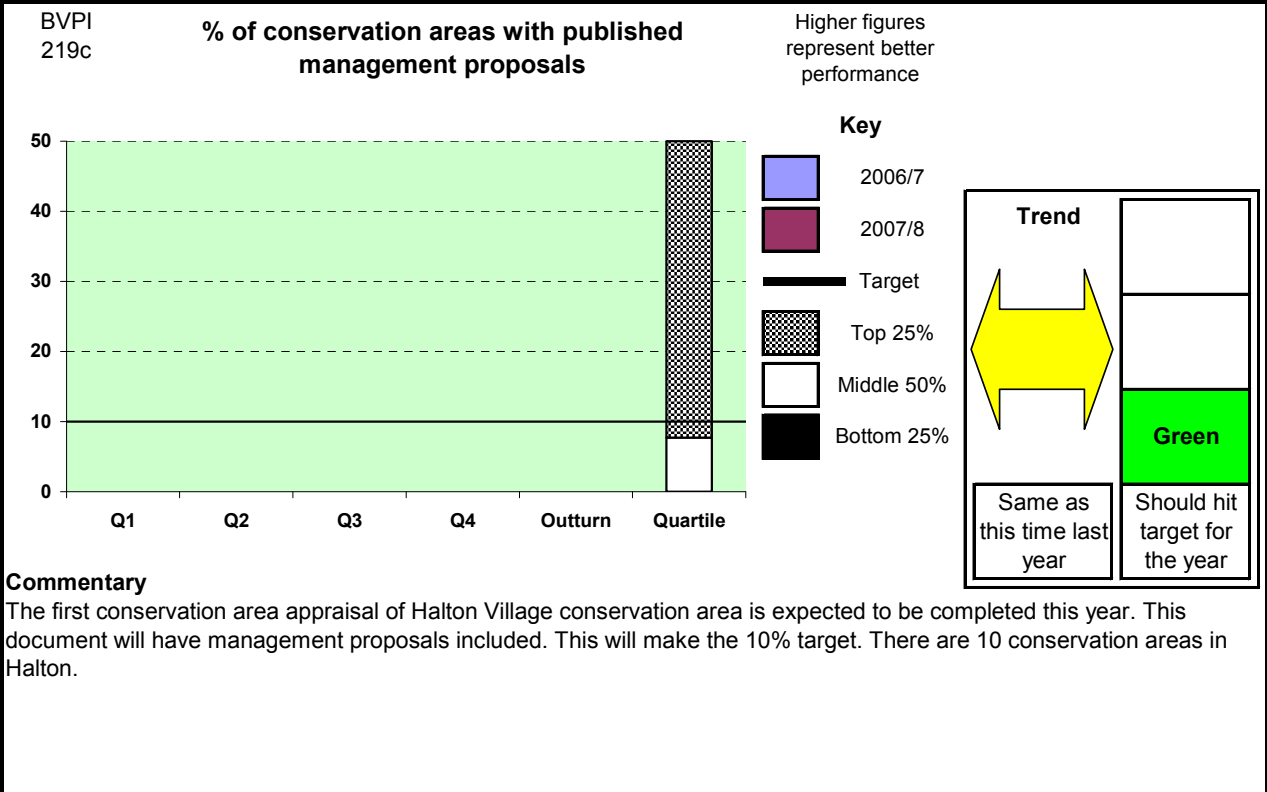 BVPI
219c
% of conservation areas with published
management proposals
Higher figures
represent better
performance
Key
2006/7
2007/8
Target
Top 25%
Middle 50%
Bottom 25%
50
40
30
20
10
0
Q1 Q2 Q3 Q4 Outturn Quartile
Trend
Green
Same as
this time last
year
Should hit
target for
the year
Commentary
The first conservation area appraisal of Halton Village conservation area is expected to be completed this year. This
document will have management proposals included. This will make the 10% target. There are 10 conservation areas in
Halton.